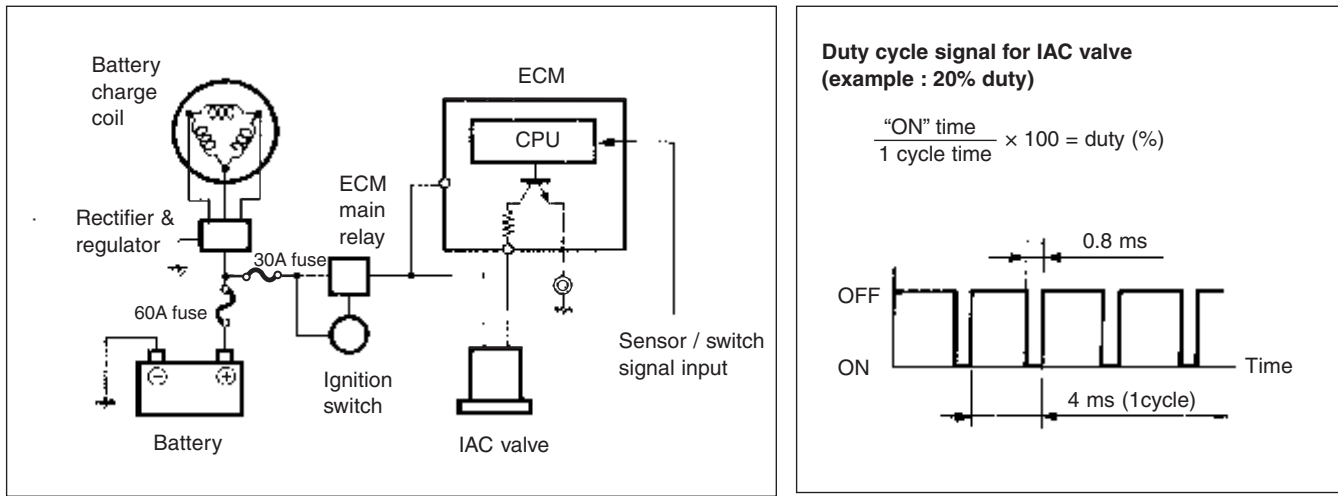 Battery
charge
coil
ECM
CPU
ECM
main
relay
Rectifier &
regulator
30A fuse
60A fuse
Sensor / switch
signal input
Ignition
switch
Battery
IAC valve
Duty cycle signal for IAC valve
(example : 20% duty)
“ON” time
1 cycle time
× 100 = duty (%)
0.8 ms
OFF
ON
Time
4 ms (1cycle)